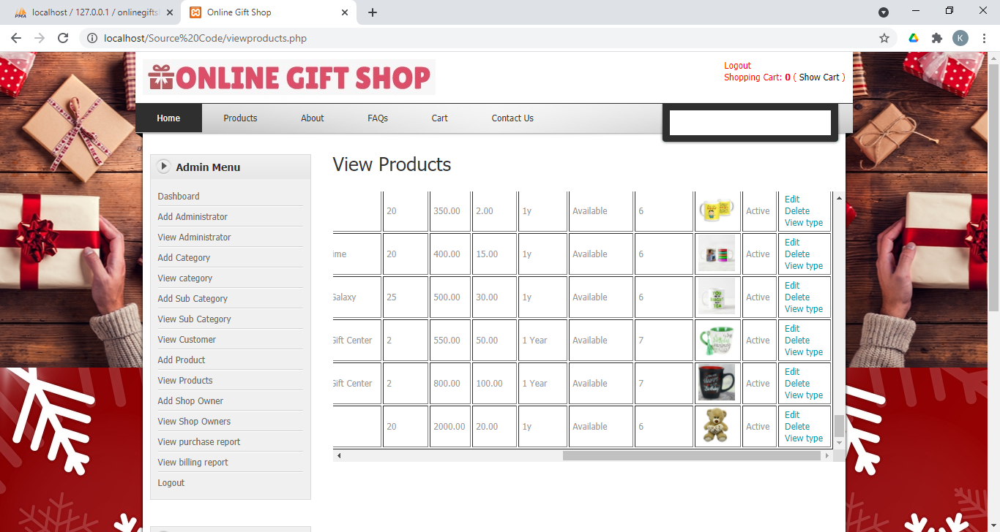 localhost / 127.0.0.1 / onlinegifts
Online Gift Shop
localhost/Source%20Code/viewproducts.php
K
ONLINE GIFT SHOP
Logout
Shopping Cart: 0 ( Show Cart )
Home Products About FAQs Cart Contact Us
Admin Menu
Dashboard
Add Administrator
View Administrator
Add Category
View category
Add Sub Category
View Sub Category
View Customer
Add Product
View Products
Add Shop Owner
View Shop Owners
View purchase report
View billing report
Logout
View Products
20 350.00 2.00 1y Available 6 Active Edit
Delete
View type
ime 20 400.00 15.00 1y Available 6 Active Edit
Delete
View type
Galaxy 25 500.00 30.00 1y Available 6 Active Edit
Delete
View type
Gift Center 2 550.00 50.00 1 Year Available 7 Active Edit
Delete
View type
Gift Center 2 800.00 100.00 1 Year Available 7 Active Edit
Delete
View type
20 2000.00 20.00 1y Available 6 Active Edit
Delete
View type